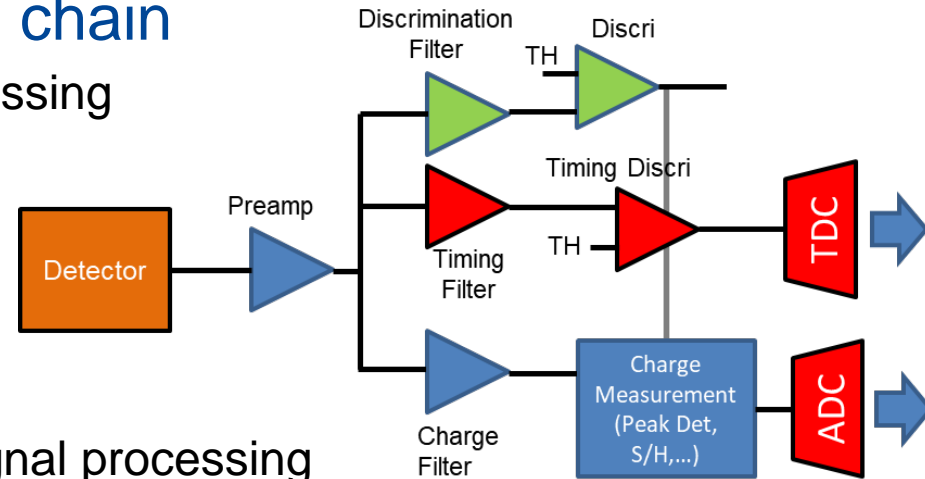 chain
Discrimination
Filter
Discri
TH
ssing
Timing Discri
Preamp
TH
Detector
Timing
Filter
TDC
Charge
Measurement
(Peak Det,
S/H,...)
ADC
Charge
Filter
gnal processing